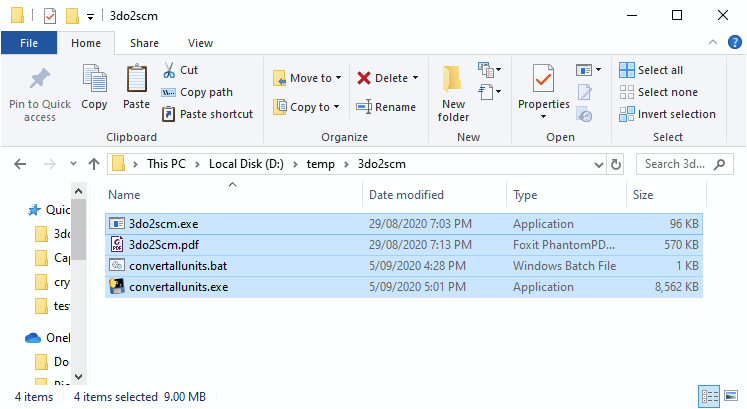 3do2scm
File Home Share View
Pin to Quick access
Copy
Paste
Cut
Copy path
Paste shortcut
Clipboard
Move to
Copy to
Delete
Rename
Organize
New folder
New
Properties
Open
Select all
Select none
Invert selection
Select
This PC Local Disk (D:) temp 3do2scm
Search 3d...
Quic
3do
Cap
cry
test
OneI
Do
Name Date modified Type Size
3do2scm.exe 29/08/2020 7:03 PM Application 96 KB
3do2Scm.pdf 29/08/2020 7:13 PM Foxit PhantomPD... 570 KB
convertallunits.bat 5/09/2020 4:28 PM Windows Batch File 1 KB
convertallunits.exe 5/09/2020 5:01 PM Application 8,562 KB
4 items 4 items selected 9.00 MB